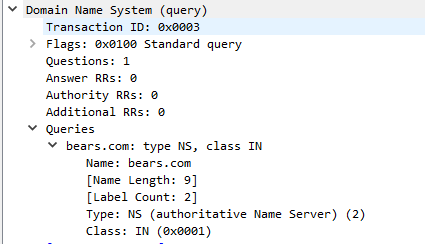 Domain Name System (query)
Transaction ID: 0x0003
Flags: 0x0100 Standard query
Questions: 1
Answer RRs: 0
Authority RRs: 0
Additional RRs: 0
Queries
bears.com: type NS, class IN
Name: bears.com
[Name Length: 9]
[Label Count: 2]
Type: NS (authoritative Name Server) (2)
Class: IN (0x0001)